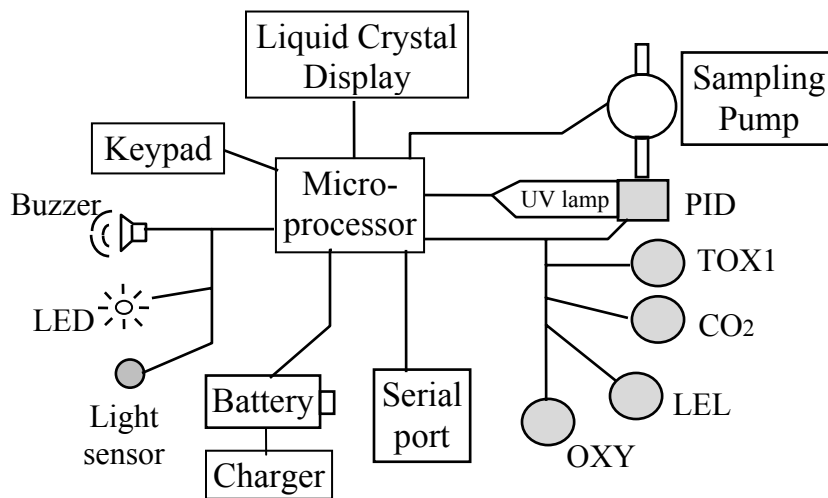 Liquid Crystal
Display
Sampling
Pump
Keypad
Micro-
processor
UV lamp
PID
Buzzer
TOX1
LED
CO2
Battery
Serial
port
LEL
Light
sensor
OXY
Charger